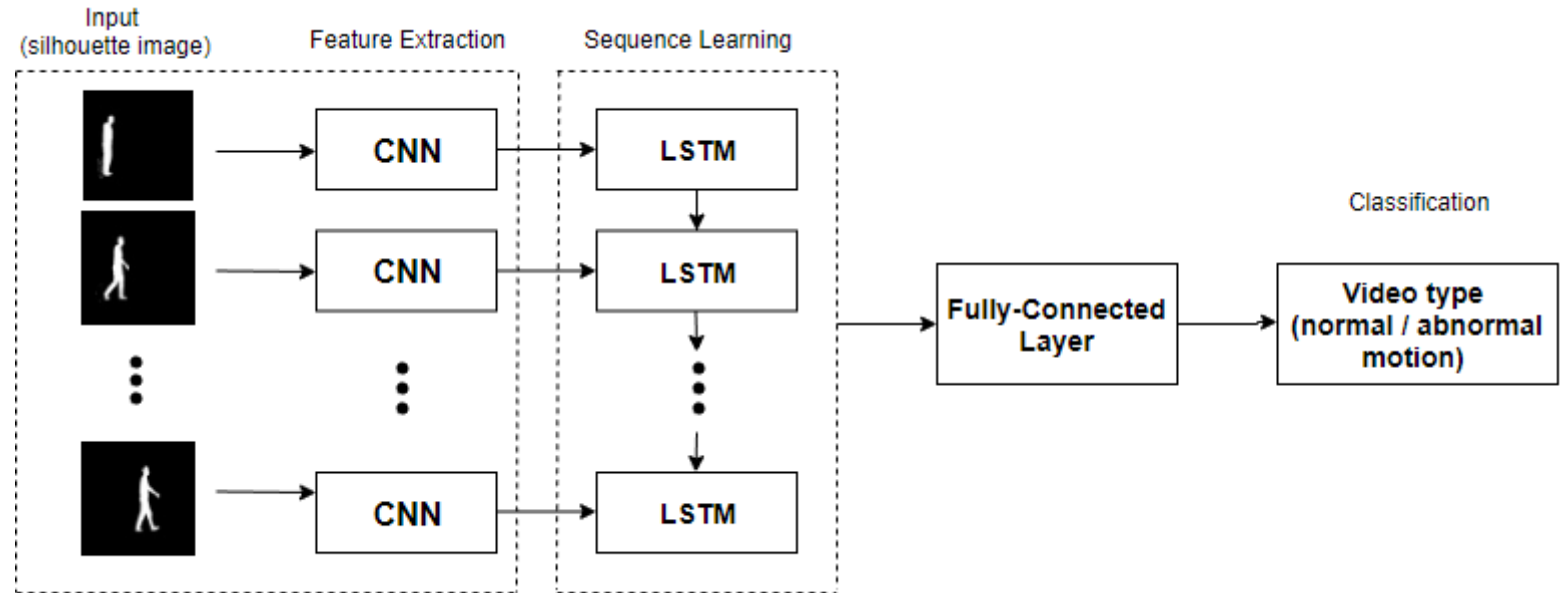 Input
(silhouette image)
Feature Extraction
Sequence Learning
CNN
LSTM
CNN
LSTM
CNN
LSTM
Fully-Connected
Layer
Classification
Video type
(normal / abnormal
motion)